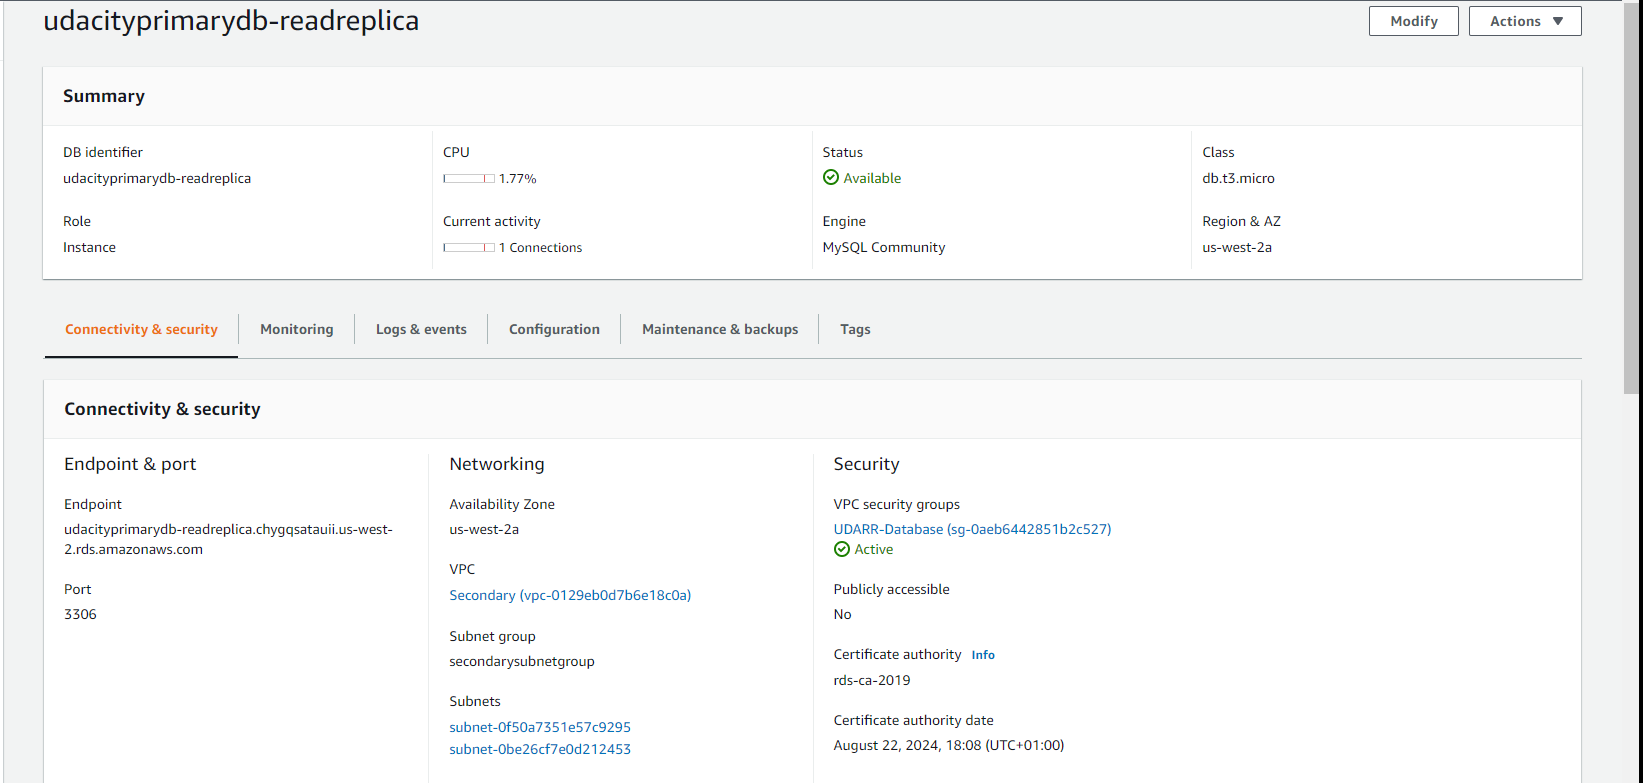 udacityprimarydb-readreplica
Modify
Actions
Summary
DB identifier
udacityprimarydb-readreplica
CPU
1.77%
Status
Available
Class
db.t3.micro
Role
Instance
Current activity
1 Connections
Engine
MySQL Community
Region & AZ
us-west-2a
Connectivity & security
Monitoring
Logs & events
Configuration
Maintenance & backups
Tags
Connectivity & security
Endpoint & port
Endpoint
udacityprimarydb-readreplica.chygqsatauii.us-west-
2.rds.amazonaws.com
Port
3306
Networking
Availability Zone
us-west-2a
VPC
Secondary (vpc-0129eb0d7b6e18c0a)
Subnet group
secondarysubnetgroup
Subnets
subnet-0f50a7351e57c9295
subnet-0be26cf7e0d212453
Security
VPC security groups
UDARR-Database (sg-0aeb6442851b2c527)
Active
Publicly accessible
No
Certificate authority Info
rds-ca-2019
Certificate authority date
August 22, 2024, 18:08 (UTC+01:00)